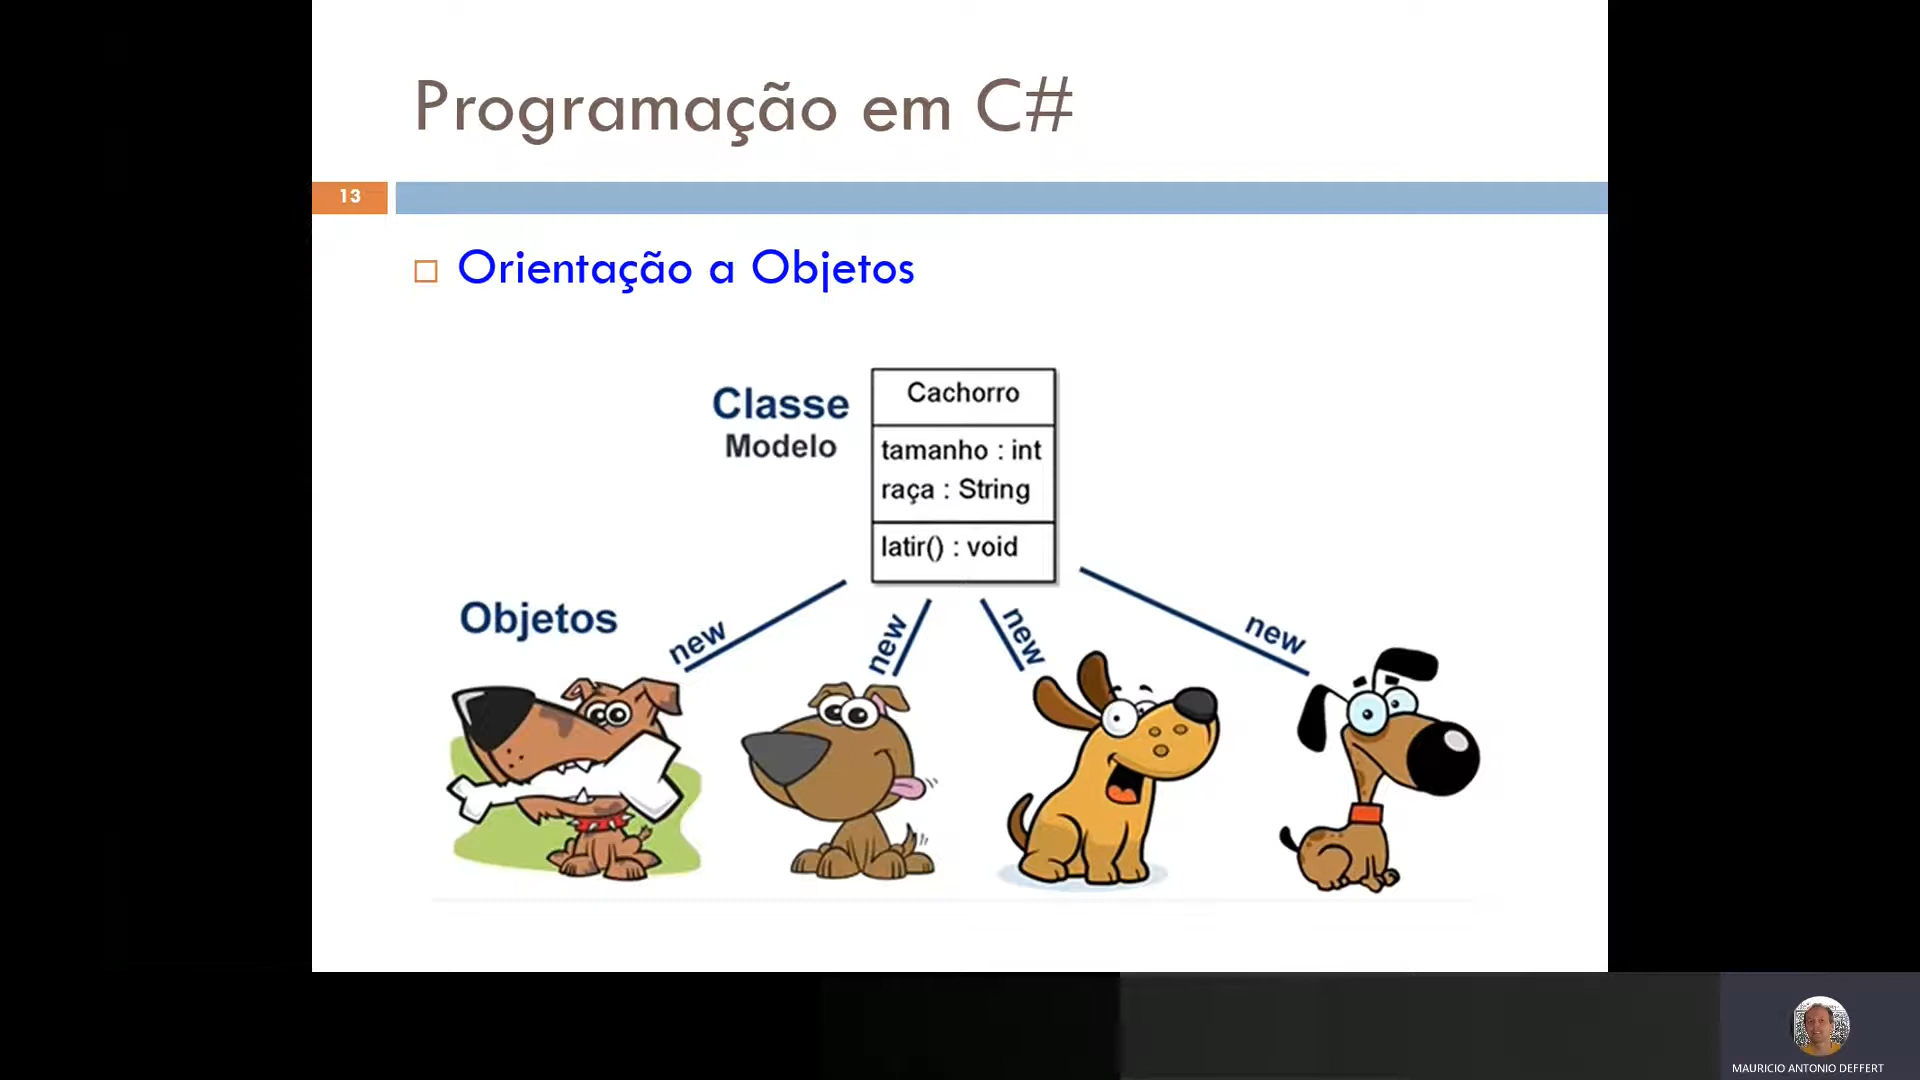 Programação em C#
13
Orientação a Objetos
Classe
Modelo
Cachorro
tamanho : int
raça : String
latir() : void
Objetos
new
new
new
new
MAURICIO ANTONIO DEFFERT